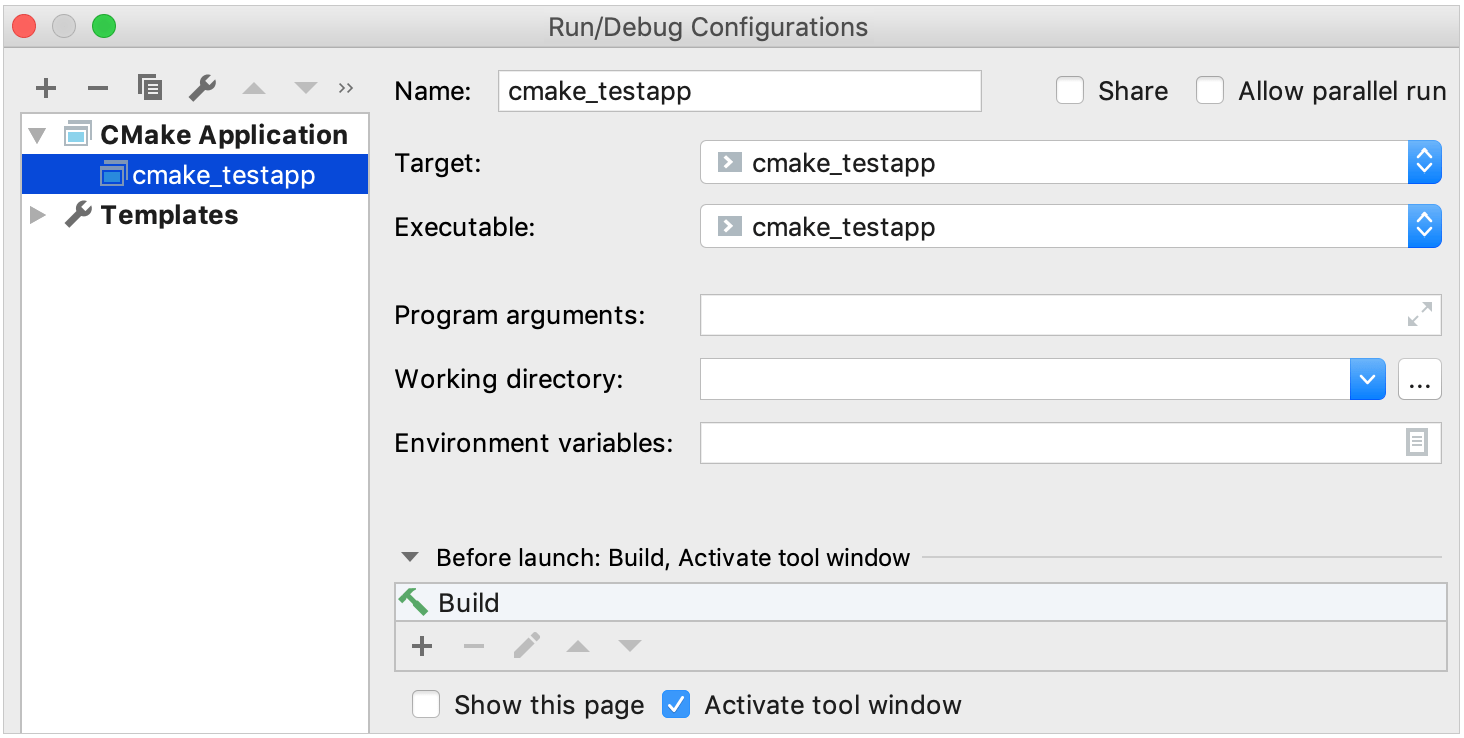 Run/Debug Configurations
Name: cmake_testapp Share Allow parallel run
CMake Application
cmake_testapp
Templates
Target: cmake_testapp
Executable: cmake_testapp
Program arguments:
Working directory: ...
Environment variables:
Before launch: Build, Activate tool window
Build
Show this page Activate tool window